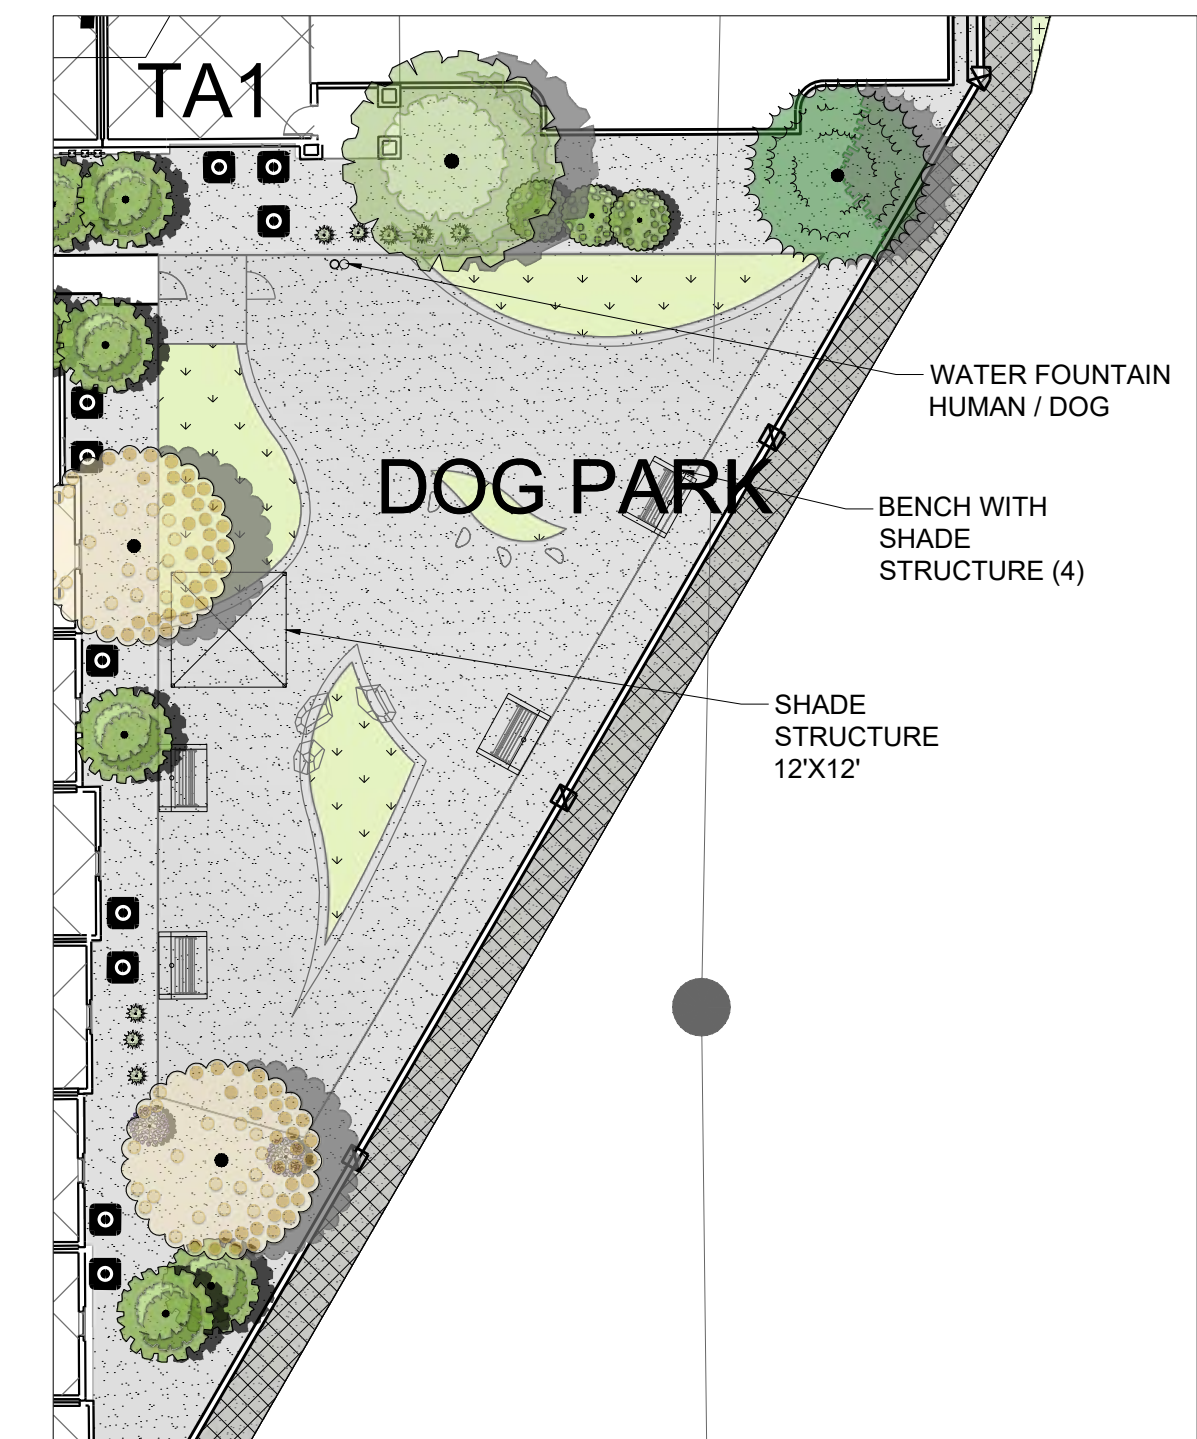 TA1
WATER FOUNTAIN
HUMAN / DOG
DOG PARK
BENCH WITH
SHADE
STRUCTURE (4)
SHADE
STRUCTURE
12'X12'